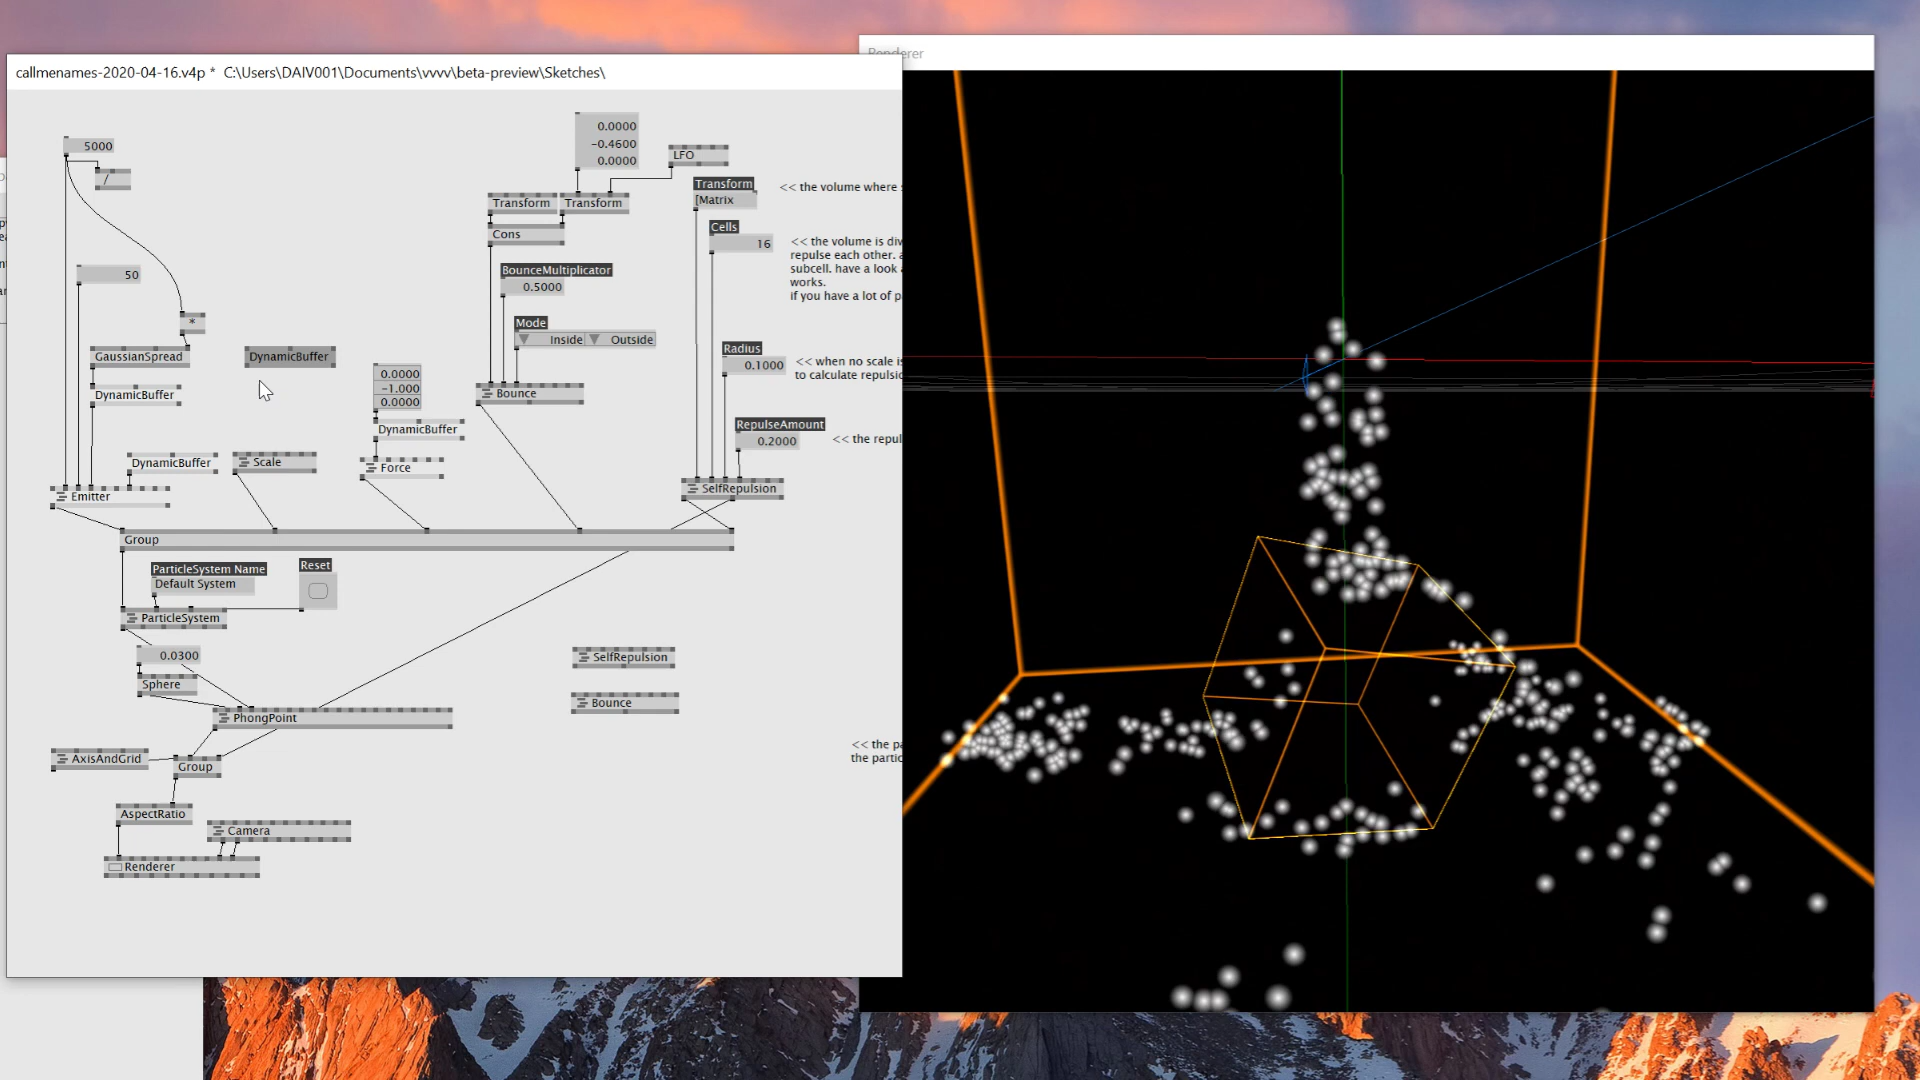 Renderer
callmenames-2020-04-16.v4p * C:\Users\DAIV001\Documents\vvvv\beta-preview\Sketches\
0.0000
-0.4600
0.0000
5000
LFO
/
Transform
[Matrix
<< the volume where
Transform
Transform
Cells
Cons
16
<< the volume is div
repulse each other.
subcell. have a look
works.
if you have a lot of p
BounceMultiplicator
50
0.5000
*
Mode
Inside
Outside
Radius
GaussianSpread
DynamicBuffer
0.1000
<< when no scale is
to calculate repulsio
0.0000
-1.000
0.0000
DynamicBuffer
Bounce
RepulseAmount
DynamicBuffer
0.2000
<< the repul
DynamicBuffer
Scale
Force
Emitter
SelfRepulsion
Group
ParticleSystem Name
Reset
Default System
ParticleSystem
0.0300
SelfRepulsion
Sphere
Bounce
PhongPoint
<< the pa
the partic
AxisAndGrid
Group
AspectRatio
Camera
Renderer